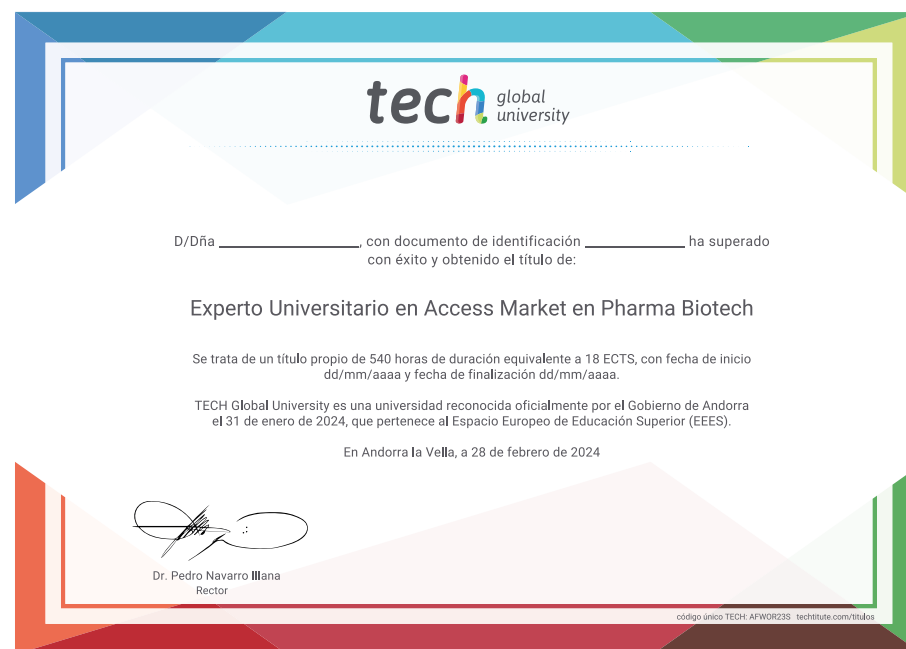 tech global university
D/Dña ____________________, con documento de identificación ______________ ha superado
con éxito y obtenido el título de:
Experto Universitario en Access Market en Pharma Biotech
Se trata de un título propio de 540 horas de duración equivalente a 18 ECTS, con fecha de inicio
dd/mm/aaaa y fecha de finalización dd/mm/aaaa.
TECH Global University es una universidad reconocida oficialmente por el Gobierno de Andorra
el 31 de enero de 2024, que pertenece al Espacio Europeo de Educación Superior (EEES).
En Andorra la Vella, a 28 de febrero de 2024
Dr. Pedro Navarro Illana
Rector
código único TECH: AFWOR23S techtitute.com/titulos